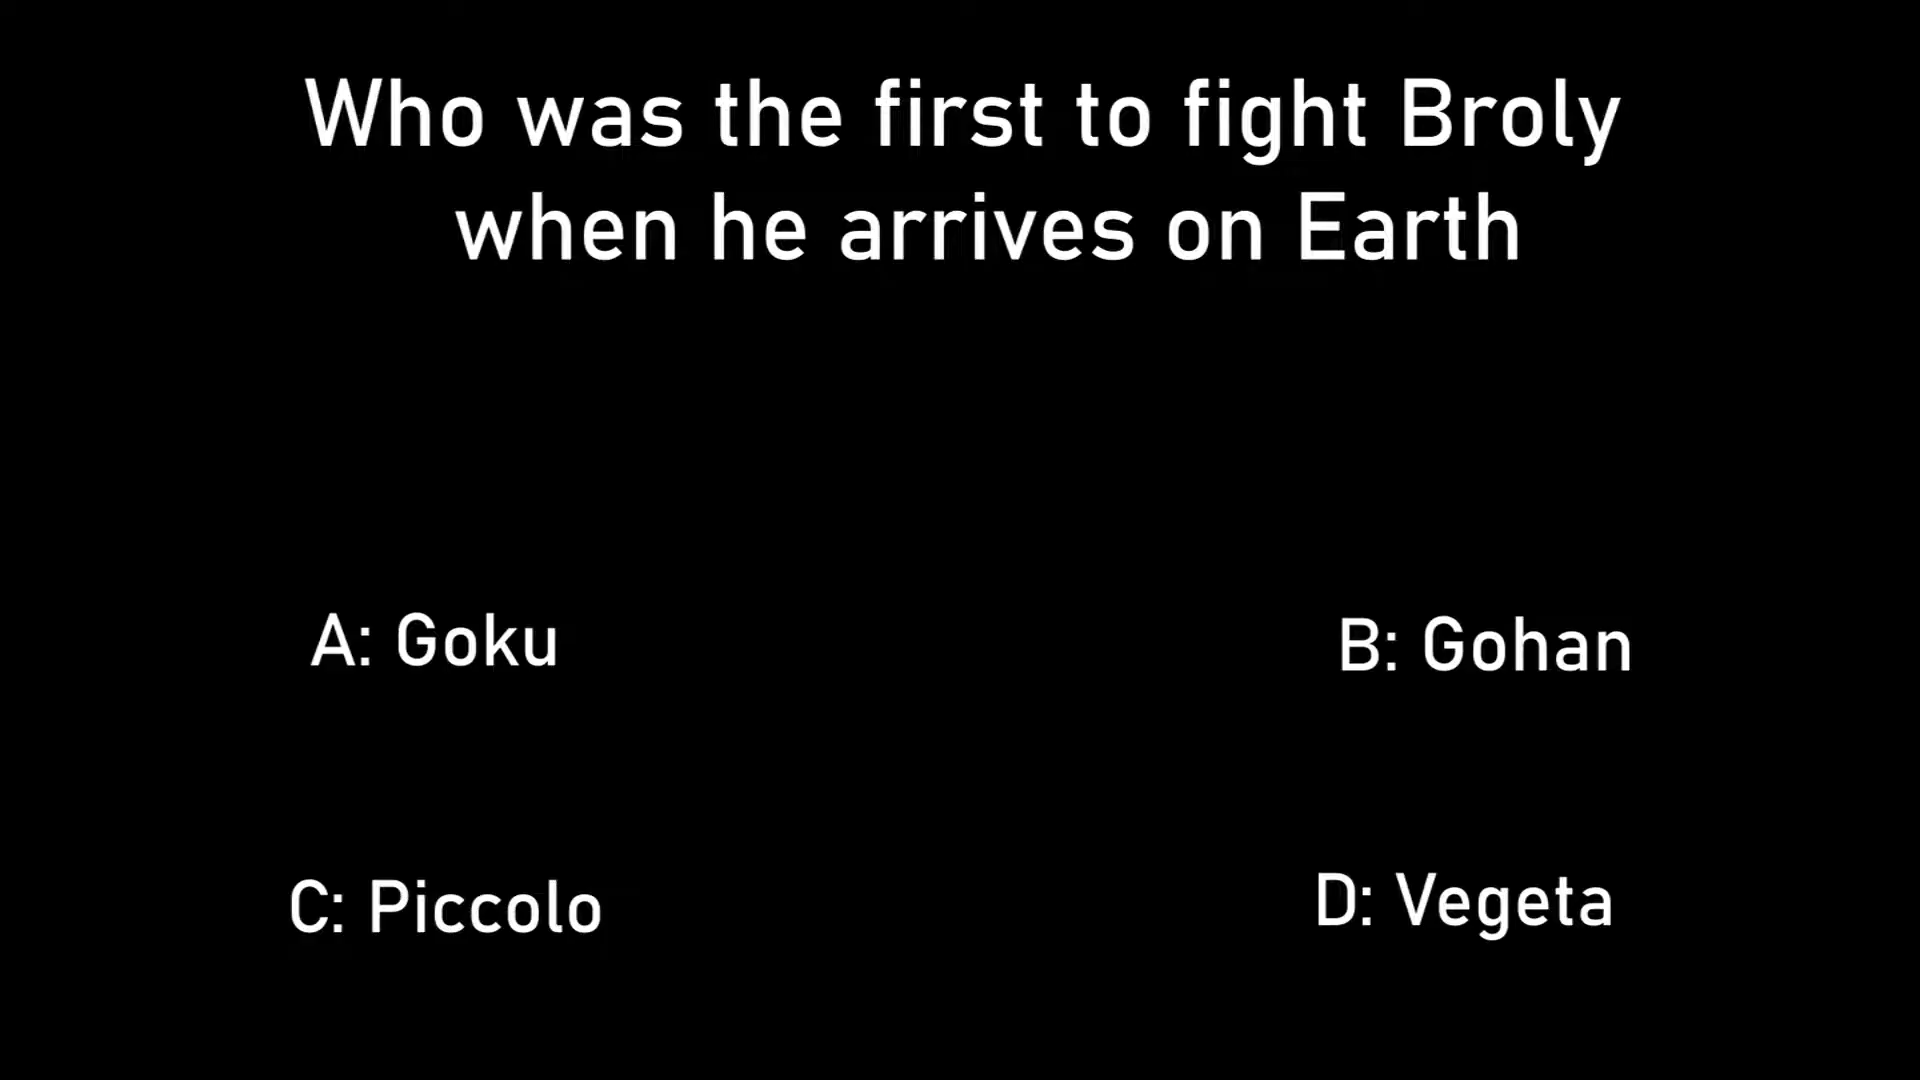 Who was the first to fight Broly
when he arrives on Earth
A: Goku
B: Gohan
C: Piccolo
D: Vegeta